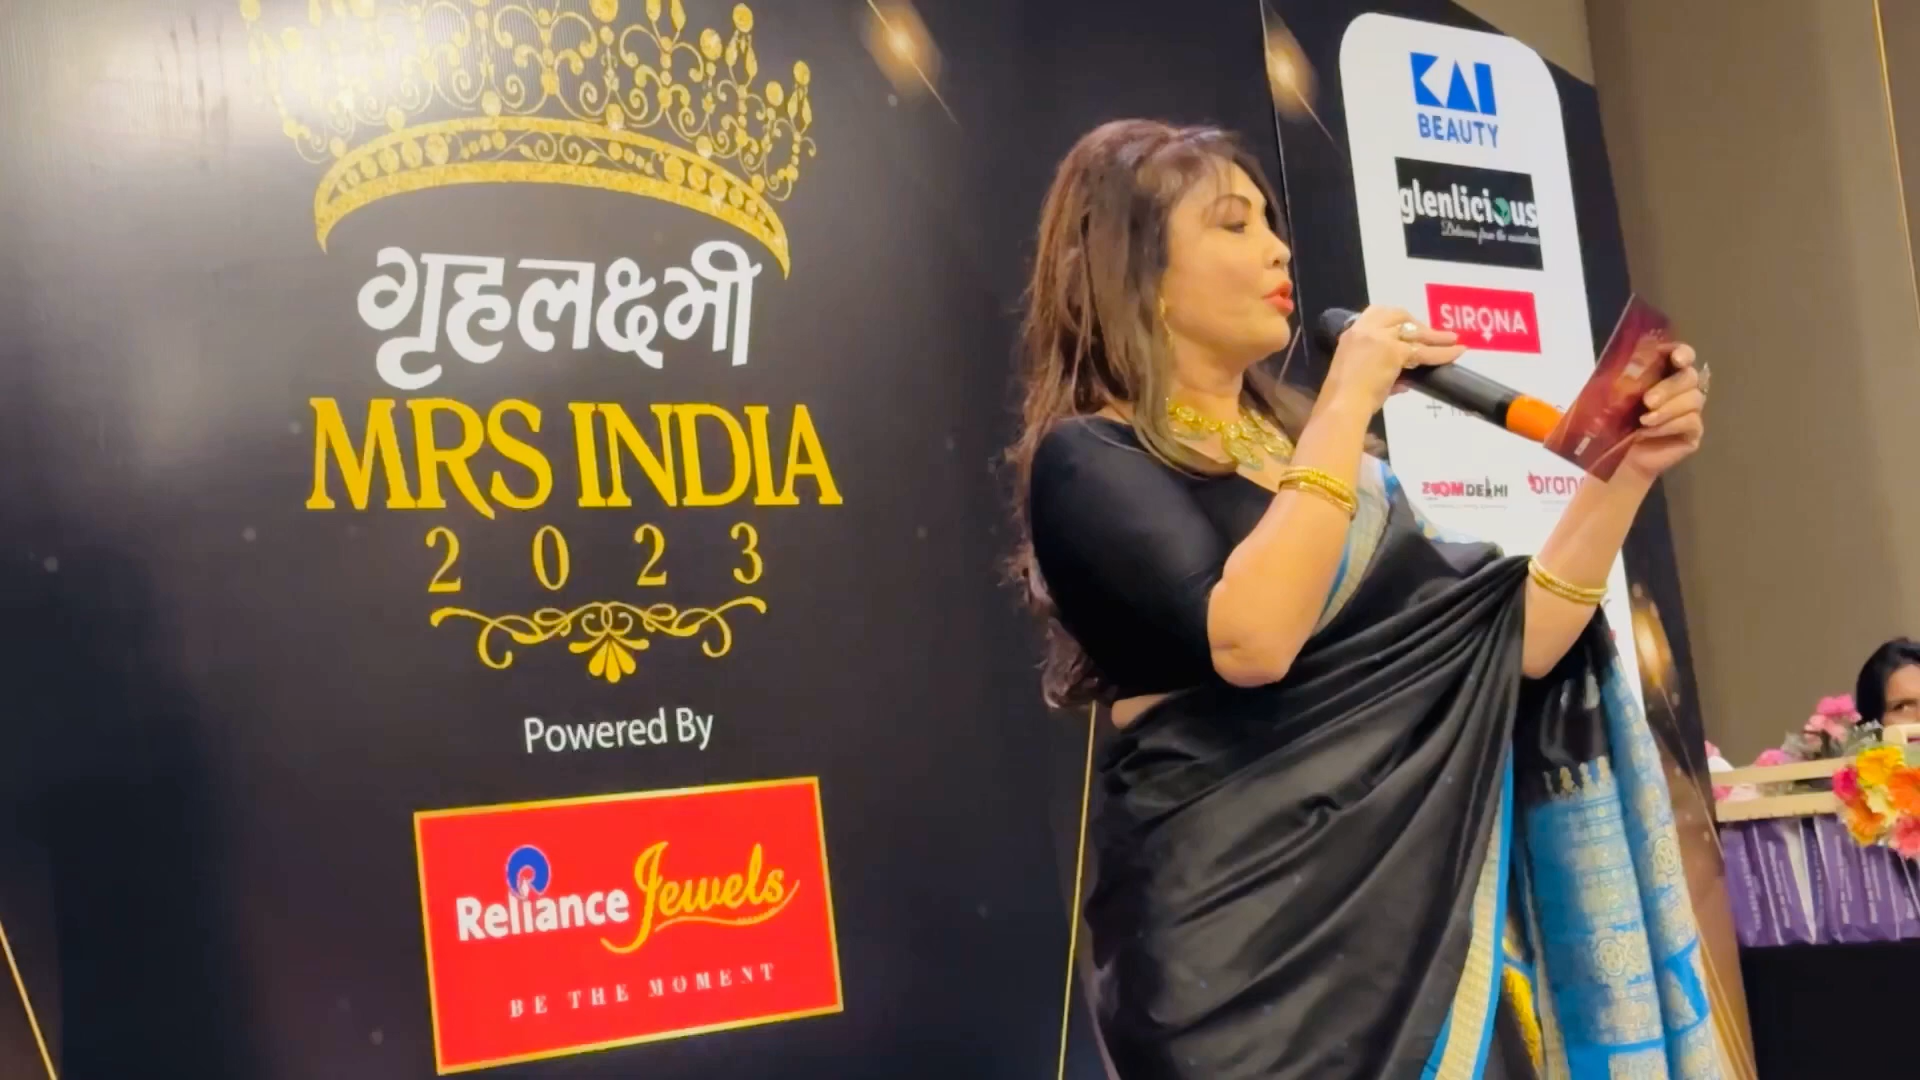 गृहलक्ष्मी
MRS INDIA
2023
Powered By
Reliance Jewels
BE THE MOMENT
KAI
BEAUTY
glenlicious
SIRONA
ZOOM DELHI